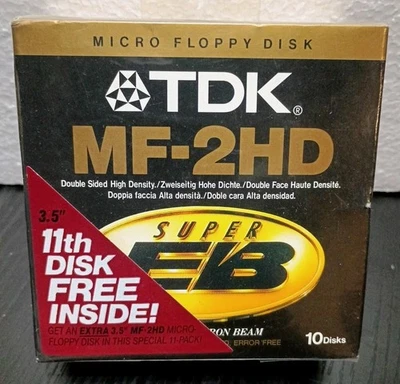 MICRO FLOPPY DISK
TDK®
MF-2HD
Double Sided High Density./Zweiseitig Hohe Dichte./Double Face Haute Densité.
Doppia faccia Alta densità./Doble cara Alta densidad.
3.5"
11th
DISK
FREE
INSIDE!
GET AN EXTRA 3.5" MF-2HD MICRO
FLOPPY DISK IN THIS SPECIAL 11-PACK!
SUPER
EB
BEAM
ERROR FREE
10 Disks